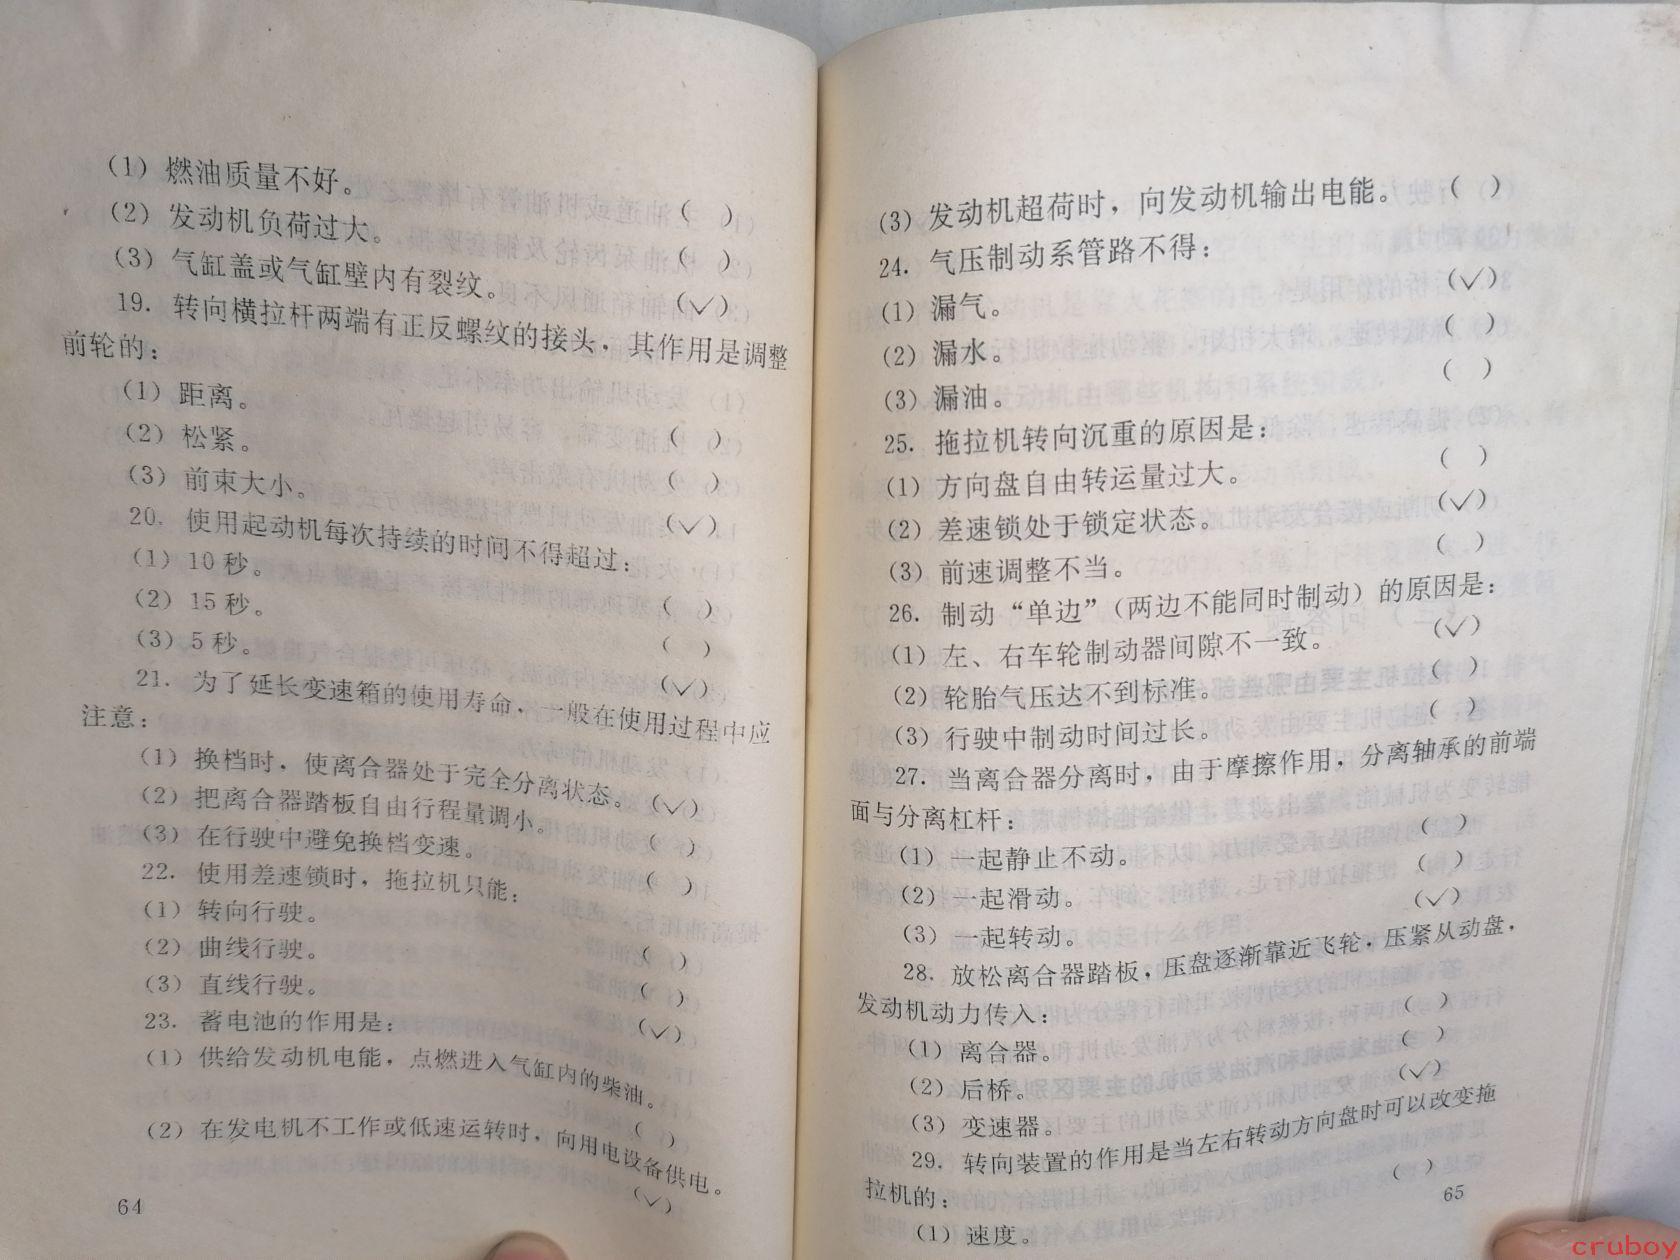 (1) 燃油质量不好。 ( )
(2) 发动机负荷过大。 ( )
(3) 气缸盖或气缸壁内有裂纹。 (√)
19. 转向横拉杆两端有正反螺纹的接头，其作用是调整
前轮的：
(1) 距离。 ( )
(2) 松紧。 ( )
(3) 前束大小。 (√)
20. 使用起动机每次持续的时间不得超过：
(1) 10秒。 ( )
(2) 15秒。 ( )
(3) 5秒。 (√)
21. 为了延长变速箱的使用寿命，一般在使用过程中应
注意：
(1) 换档时，使离合器处于完全分离状态。 (√)
(2) 把离合器踏板自由行程量调小。 ( )
(3) 在行驶中避免换档变速。 ( )
22. 使用差速锁时，拖拉机只能：
(1) 转向行驶。 ( )
(2) 曲线行驶。 ( )
(3) 直线行驶。 (√)
23. 蓄电池的作用是：
(1) 供给发动机电能，点燃进入气缸内的柴油。
( )
(2) 在发电机不工作或低速运转时，向用电设备供电。
(√)
64
(3) 发动机超荷时，向发动机输出电能。 ( )
24. 气压制动系管路不得：
(1) 漏气。 (√)
(2) 漏水。 ( )
(3) 漏油。 ( )
25. 拖拉机转向沉重的原因是：
(1) 方向盘自由转运量过大。 ( )
(2) 差速锁处于锁定状态。 (√)
(3) 前速调整不当。 ( )
26. 制动“单边”（两边不能同时制动）的原因是：
(1) 左、右车轮制动器间隙不一致。 (√)
(2) 轮胎气压达不到标准。 ( )
(3) 行驶中制动时间过长。 ( )
27. 当离合器分离时，由于摩擦作用，分离轴承的前端
面与分离杠杆：
(1) 一起静止不动。 ( )
(2) 一起滑动。 ( )
(3) 一起转动。 (√)
28. 放松离合器踏板，压盘逐渐靠近飞轮，压紧从动盘，
发动机动力传入：
(1) 离合器。 ( )
(2) 后桥。 ( )
(3) 变速器。 (√)
29. 转向装置的作用是当左右转动方向盘时可以改变拖
拉机的：
(1) 速度。 ( )
65
cruboy